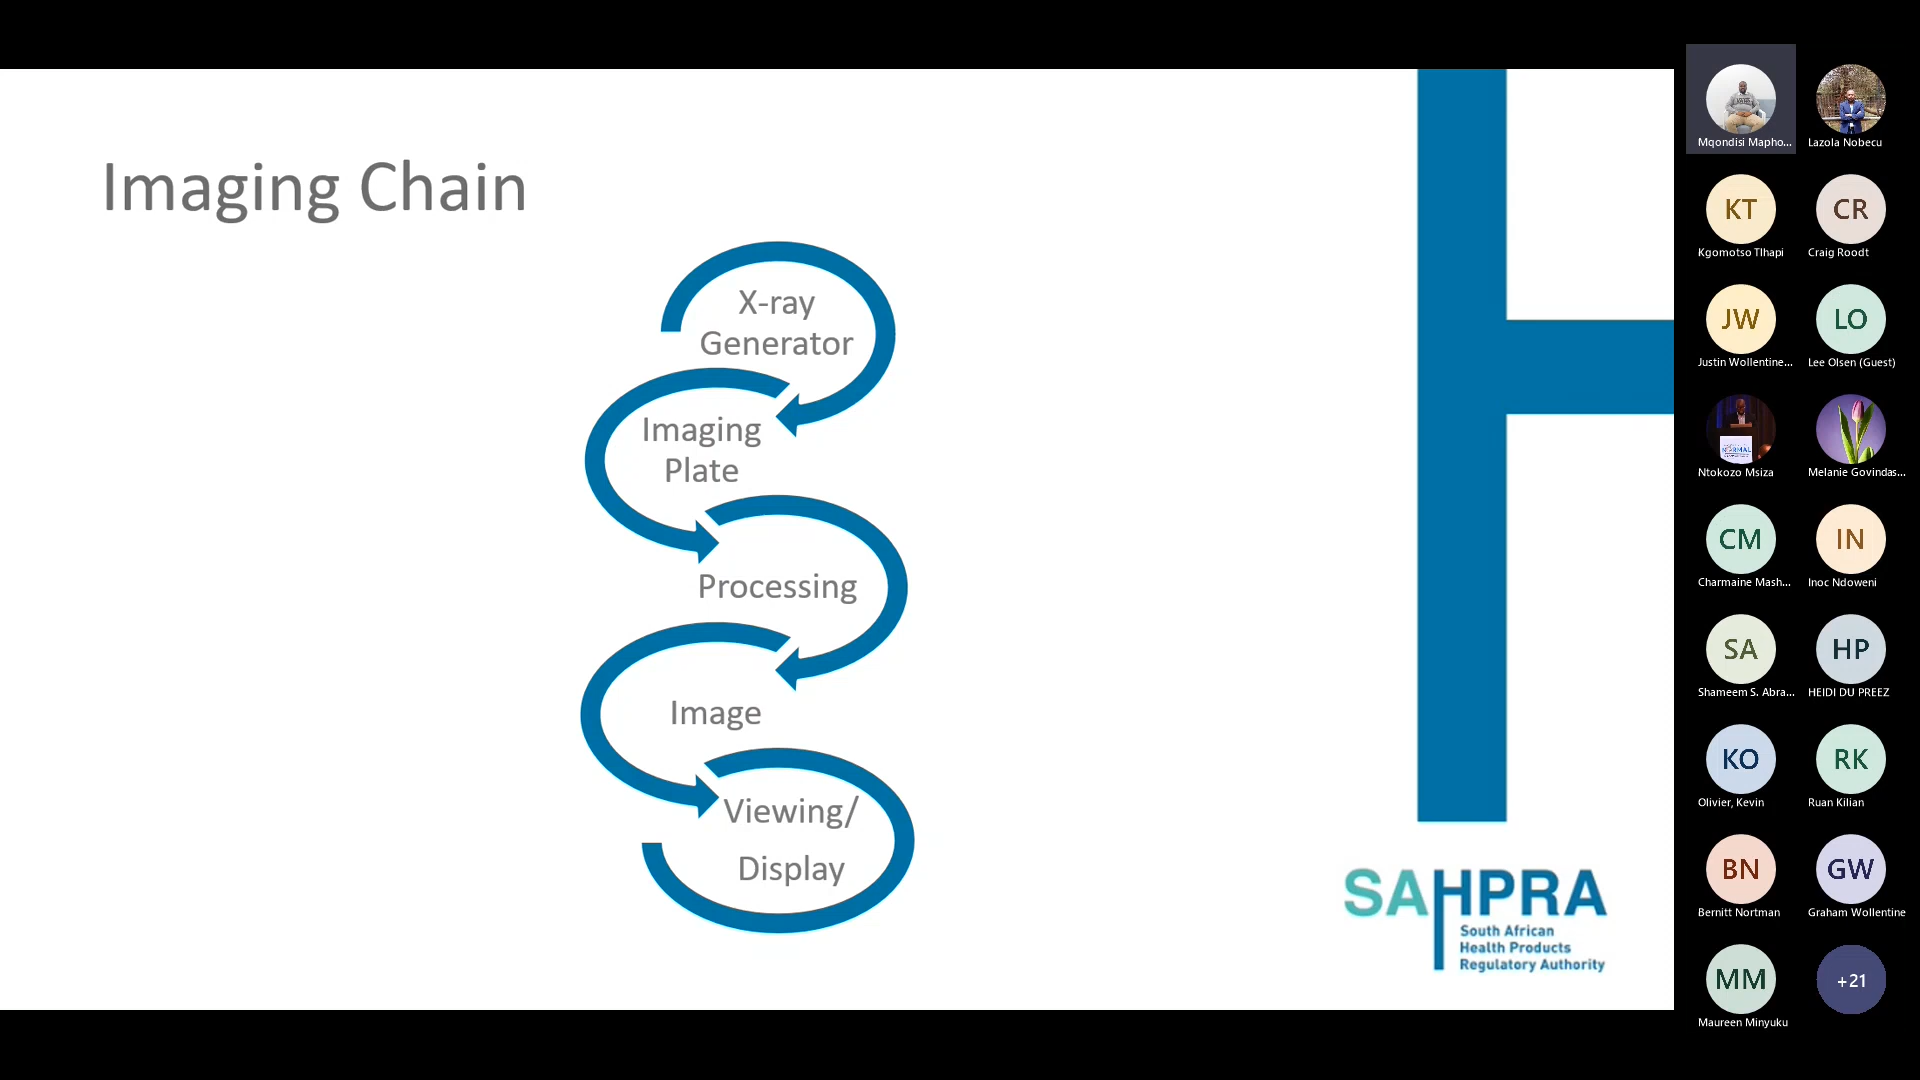 Imaging Chain
X-ray
Generator
Imaging
Plate
Processing
Image
Viewing/
Display
SAHPRA
South African
Health Products
Regulatory Authority
Mqondisi Mapho...
Lazola Nobecu
KT
Kgomotso Tlhapi
CR
Craig Roodt
JW
Justin Wollentine...
LO
Lee Olsen (Guest)
Ntokozo Msiza
Melanie Govindas...
CM
Charmaine Mash...
IN
Inoc Ndoweni
SA
Shameem S. Abra...
HP
HEIDI DU PREEZ
KO
Olivier, Kevin
RK
Ruan Kilian
BN
Bernitt Nortman
GW
Graham Wollentine
MM
Maureen Minyuku
+21